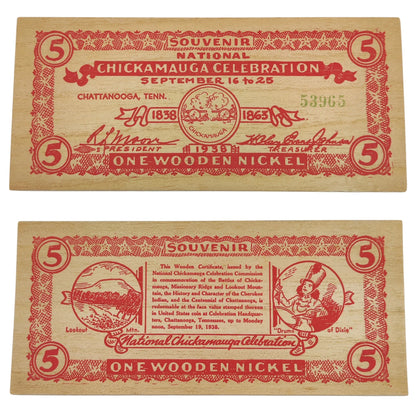 5 SOUVENIR 5
NATIONAL
CHICKAMAUGA CELEBRATION
SEPTEMBER 16 to 25
CHATTANOOGA, TENN.
53965
1838 1863
CHICKAMAUGA
PRESIDENT 1938 TREASURER
5 ONE WOODEN NICKEL 5
5 SOUVENIR 5
This Wooden Certificate, issued by the
National Chickamauga Celebration Commission
in commemoration of the Battles of Chicka-
mauga, Missionary Ridge and Lookout Moun-
tain, the History and Character of the Cherokee
Indian, and the Centennial of Chattanooga, is
redeemable at the face value stamped thereon
in United States coin at Celebration Headquar-
ters, Chattanooga, Tennessee, up to Monday
noon, September 19, 1938.
Lookout Mtn.
"Drums of Dixie"
National Chickamauga Celebration
5 ONE WOODEN NICKEL 5